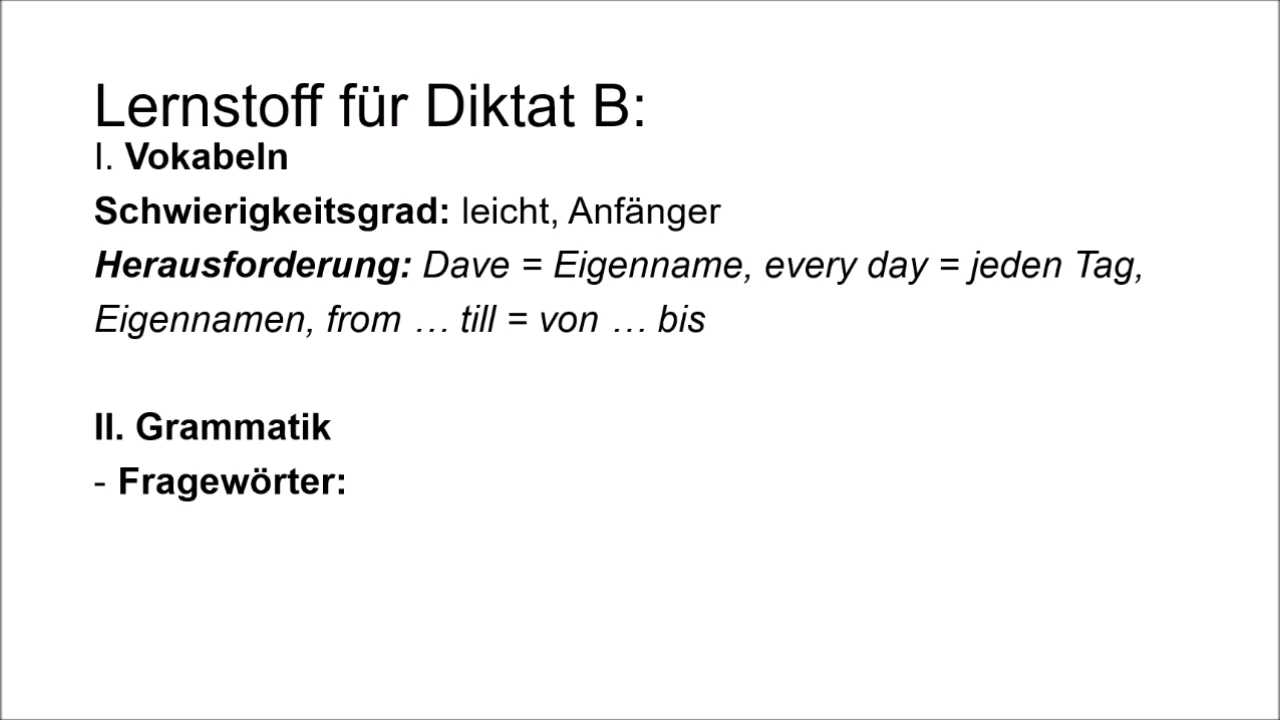 Lernstoff für Diktat B:
I. Vokabeln
Schwierigkeitsgrad: leicht, Anfänger
Herausforderung: Dave = Eigenname, every day = jeden Tag,
Eigennamen, from … till = von … bis
II. Grammatik
- Fragewörter: